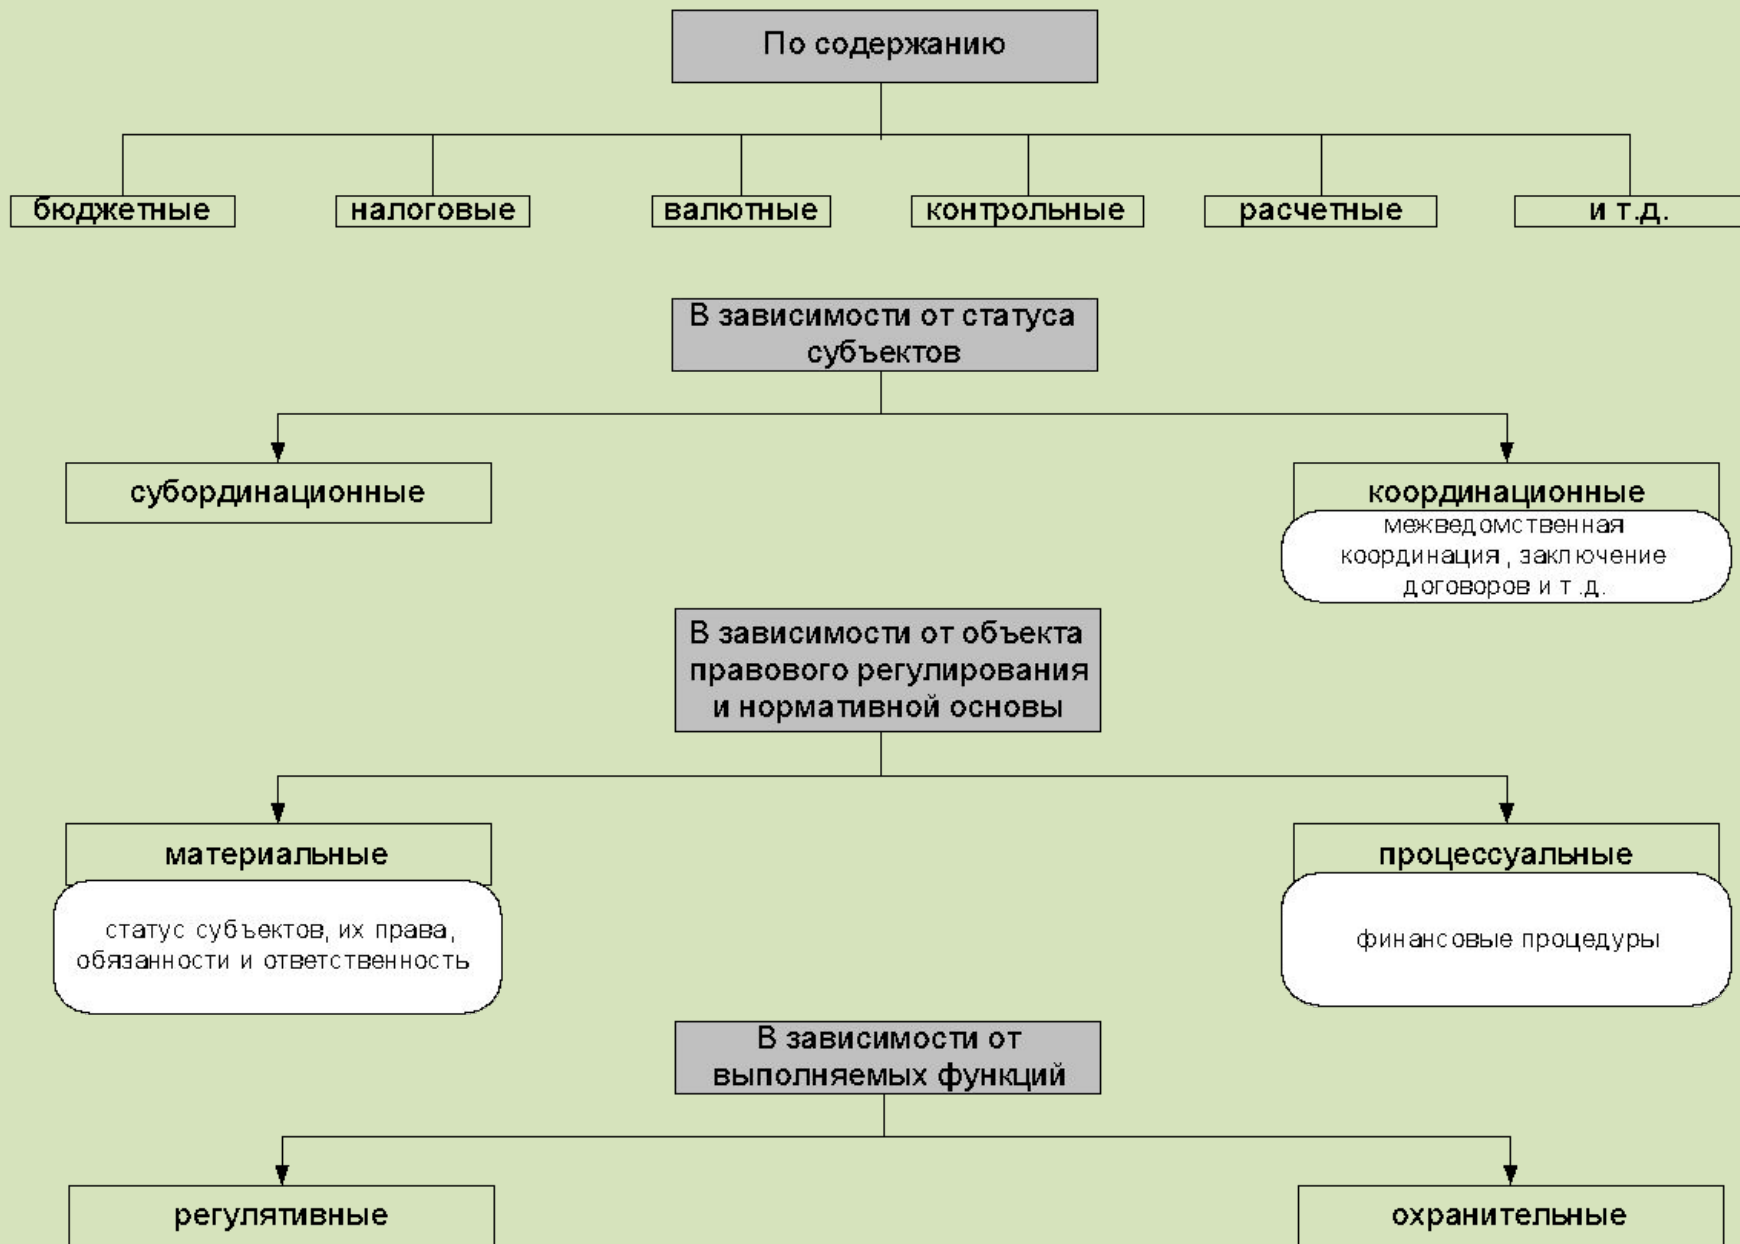 По содержанию
бюджетные налоговые валютные контрольные расчетные и т.д.
В зависимости от статуса
субъектов
субординационные координационные
межведомственная
координация, заключение
договоров и т.д.
В зависимости от объекта
правового регулирования
и нормативной основы
материальные процессуальные
статус субъектов, их права,
обязанности и ответственность
финансовые процедуры
В зависимости от
выполняемых функций
регулятивные охранительные